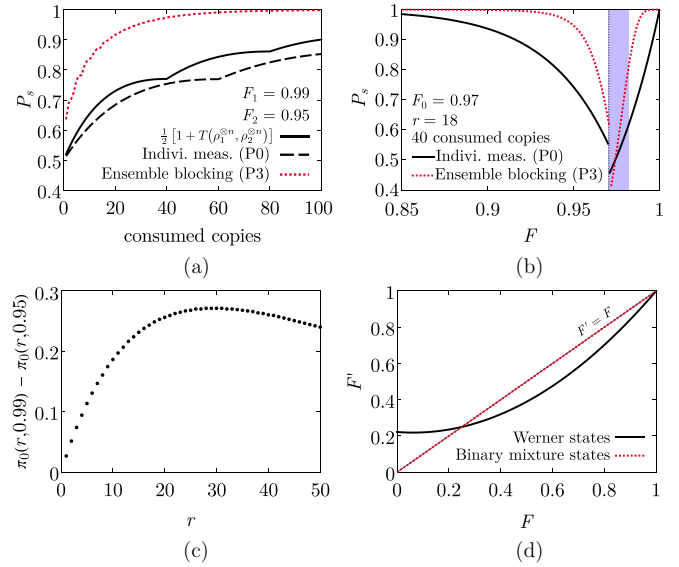 1
0.9
0.8
0.7
0.6
0.5
0.4
P_s
F_1 = 0.99
F_2 = 0.95
½ [1 + T(ρ_1^{⊗n}, ρ_2^{⊗n})]
Indivi. meas. (P0)
Ensemble blocking (P3)
0 20 40 60 80 100
consumed copies
(a)
1
0.9
0.8
0.7
0.6
0.5
0.4
P_s
F_0 = 0.97
r = 18
40 consumed copies
Indivi. meas. (P0)
Ensemble blocking (P3)
0.85 0.9 0.95 1
F
(b)
0.3
0.2
0.1
0
π_0(r,0.99) − π_0(r,0.95)
0 10 20 30 40 50
r
(c)
1
0.8
0.6
0.4
0.2
0
F'
F' = F
Werner states
Binary mixture states
0 0.2 0.4 0.6 0.8 1
F
(d)